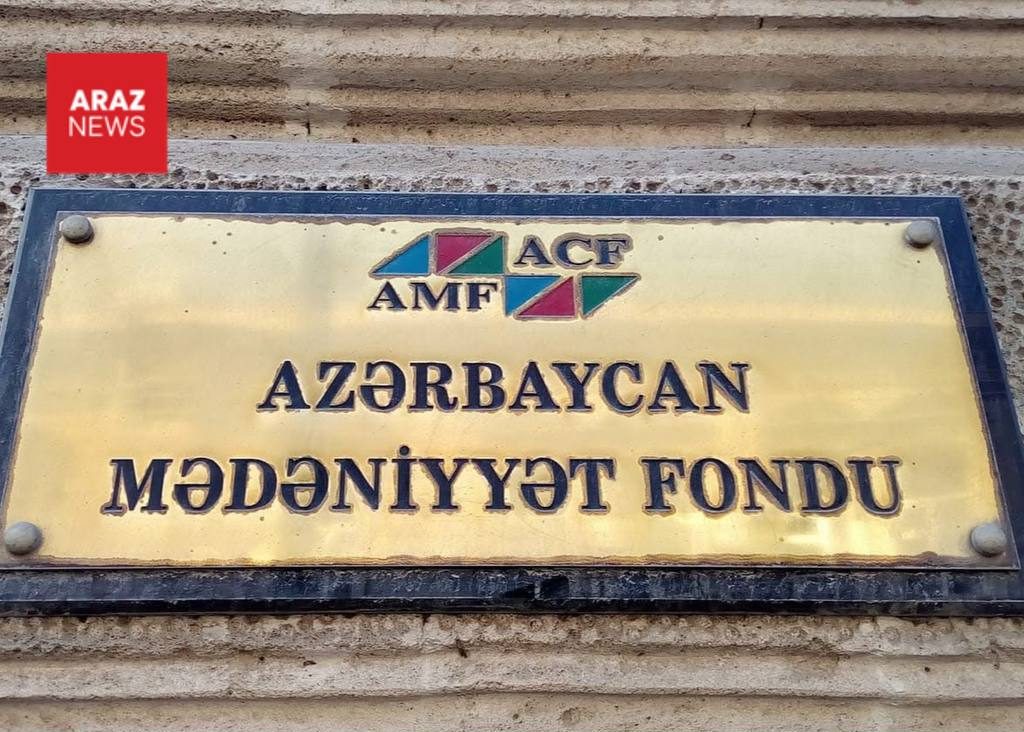 ARAZ
NEWS
ACF
AMF
AZƏRBAYCAN
MƏDƏNİYYƏT FONDU